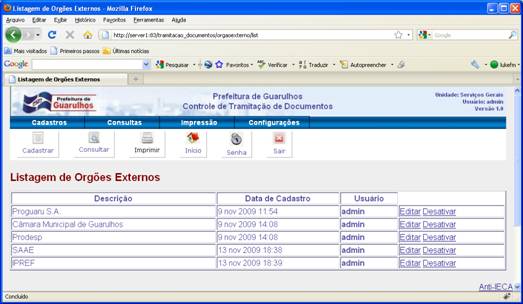 Listagem de Orgões Externos - Mozilla Firefox
Arquivo Editar Exibir Histórico Favoritos Ferramentas Ajuda
http://server1:83/tramitacao_documentos/orgaoexterno/list
Google
Mais visitados Primeiros passos Últimas notícias
Google Pesquisar Favoritos Verificar Traduzir Autopreencher lukefm
Listagem de Orgões Externos
Prefeitura de Guarulhos
Prefeitura de Guarulhos
Controle de Tramitação de Documentos
Unidade: Serviços Gerais
Usuário: admin
Versão 1.0
Cadastros Consultas Impressão Configurações
Cadastrar Consultar Imprimir Início Senha Sair
Listagem de Orgões Externos
Descrição Data de Cadastro Usuário
Proguaru S.A. 9 nov 2009 11:54 admin Editar Desativar
Câmara Municipal de Guarulhos 9 nov 2009 14:08 admin Editar Desativar
Prodesp 9 nov 2009 14:08 admin Editar Desativar
SAAE 13 nov 2009 18:38 admin Editar Desativar
IPREF 13 nov 2009 18:39 admin Editar Desativar
Anti-IECA
Concluído